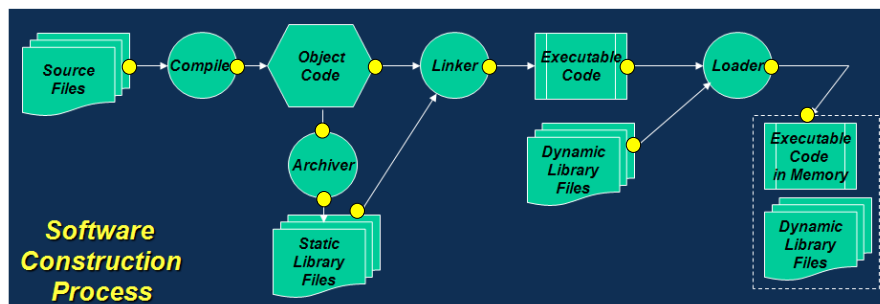 Source
Files
Compile
Object
Code
Linker
Executable
Code
Loader
Archiver
Static
Library
Files
Dynamic
Library
Files
Executable
Code
in Memory
Dynamic
Library
Files
Software
Construction
Process